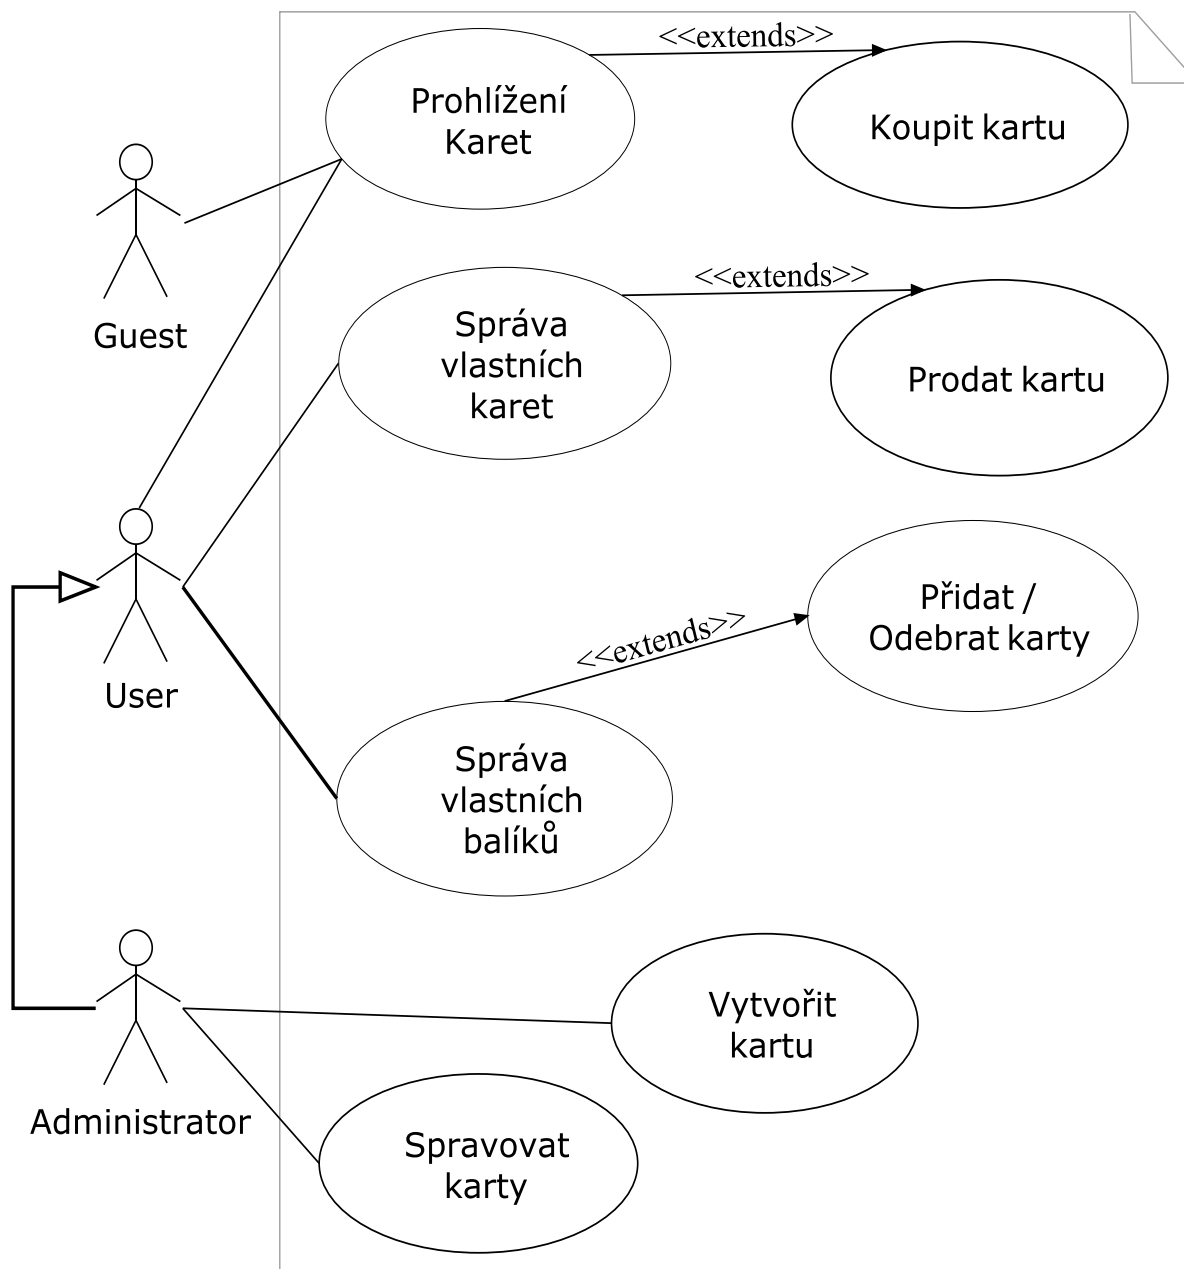 <<extends>>
Prohlížení
Karet
Koupit kartu
Guest
<<extends>>
Správa
vlastních
karet
Prodat kartu
<<extends>>
Přidat /
Odebrat karty
User
Správa
vlastních
balíků
Vytvořit
kartu
Administrator
Spravovat
karty